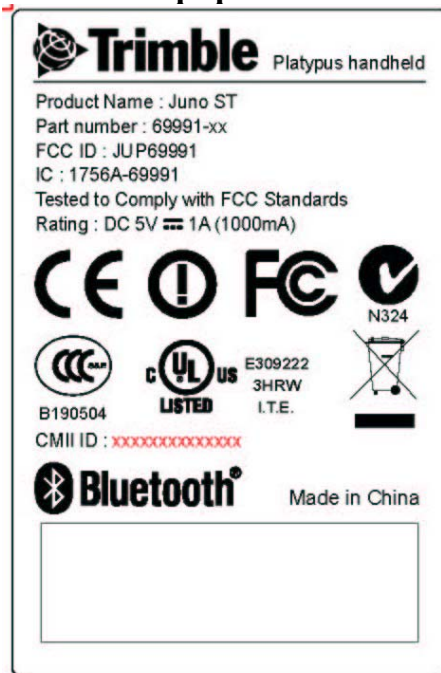 Trimble Platypus handheld
Product Name : Juno ST
Part number : 69991-xx
FCC ID : JUP69991
IC : 1756A-69991
Tested to Comply with FCC Standards
Rating : DC 5V 1A (1000mA)
CE FC
N324
CCC
B190504
C UL US LISTED
E309222
3HRW
I.T.E.
CMII ID : xxxxxxxxxxxxxx
Bluetooth®
Made in China